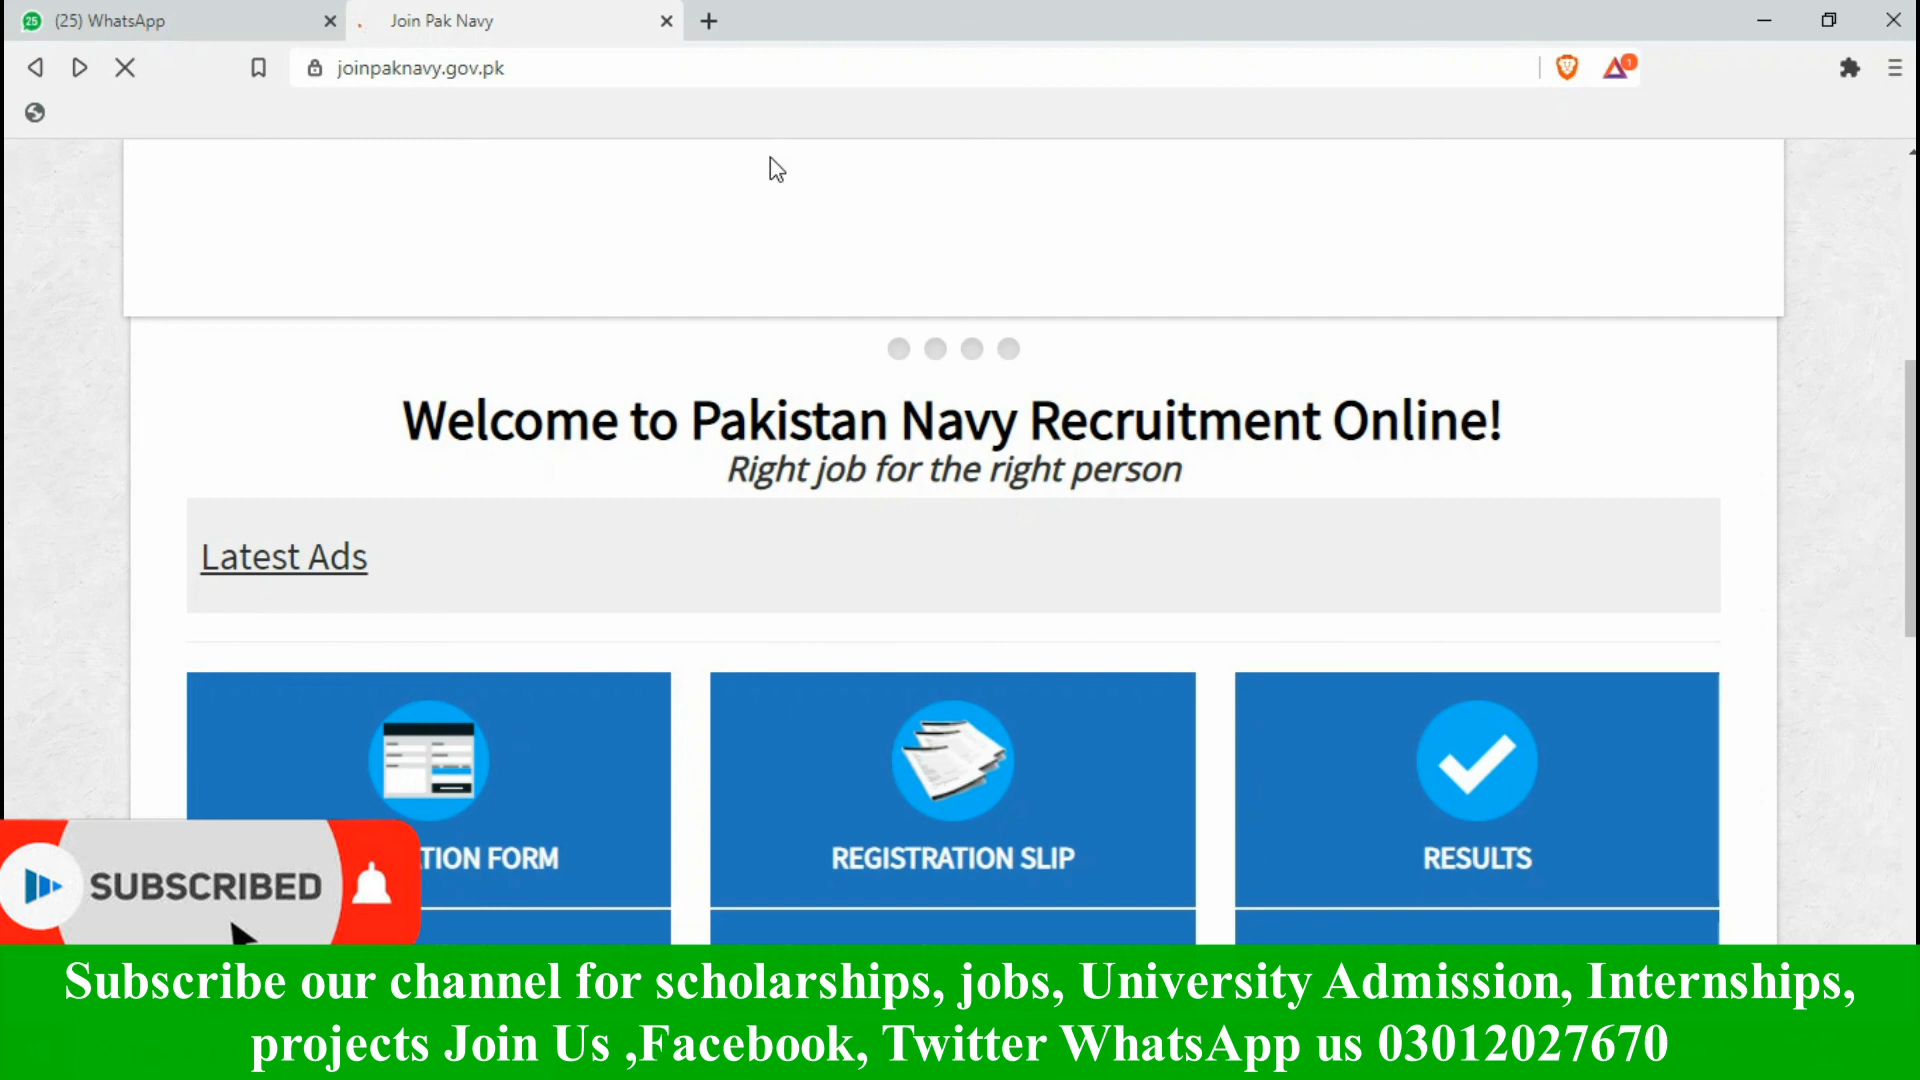 25 (25) WhatsApp
Join Pak Navy
joinpaknavy.gov.pk
1
Welcome to Pakistan Navy Recruitment Online!
Right job for the right person
Latest Ads
TION FORM
REGISTRATION SLIP
RESULTS
SUBSCRIBED
Subscribe our channel for scholarships, jobs, University Admission, Internships,
projects Join Us ,Facebook, Twitter WhatsApp us 03012027670